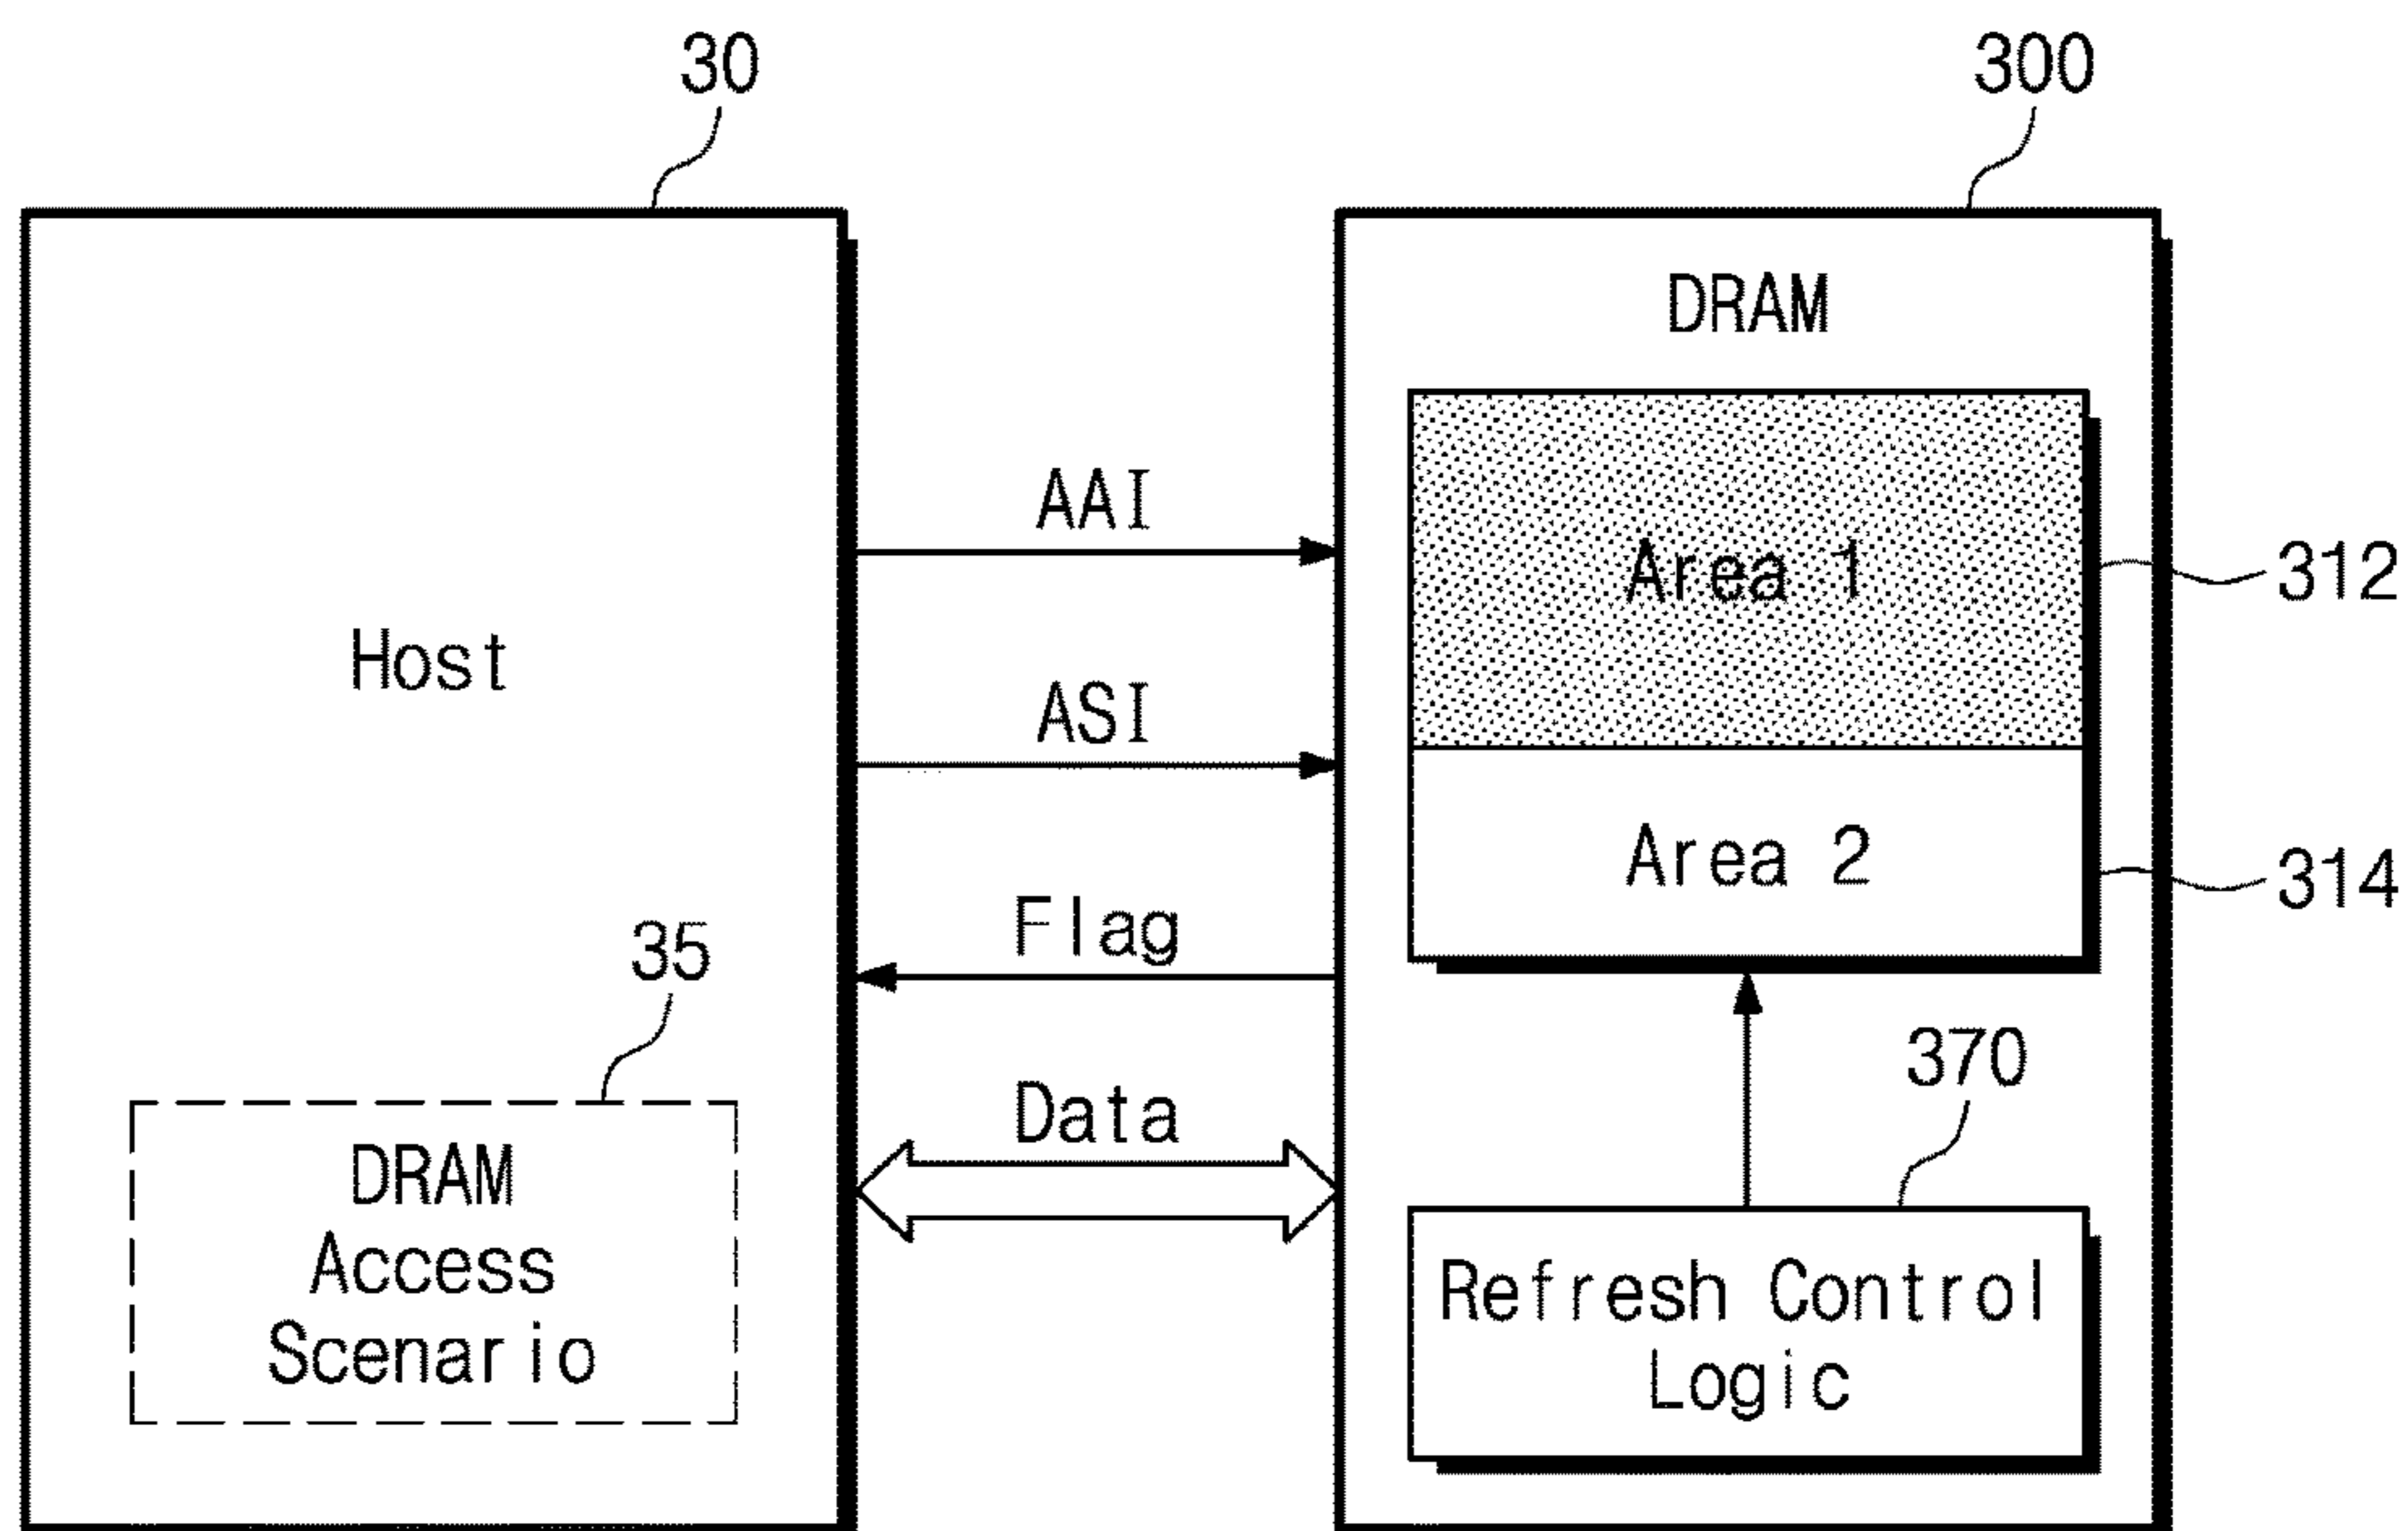 30
300
DRAM
AAI
Area 1
312
Host
ASI
Area 2
314
Flag
35
370
Data
DRAM
Access
Scenario
Refresh Control
Logic